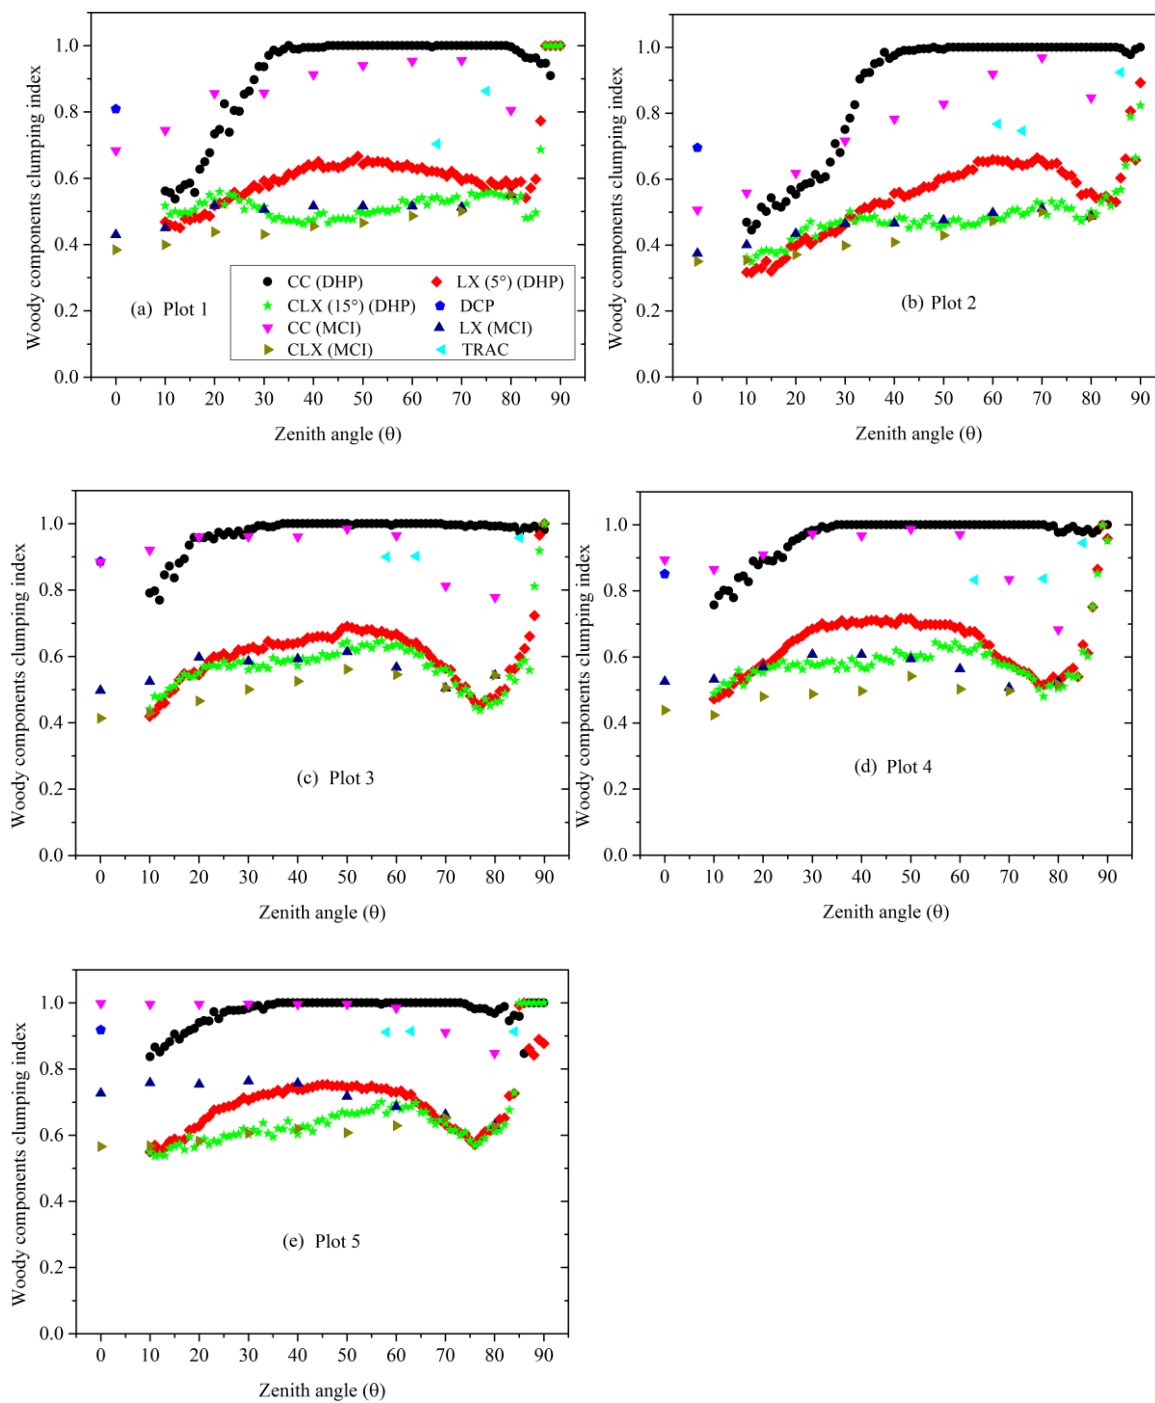 1.0
0.8
0.6
0.4
0.2
0.0
Woody components clumping index
CC (DHP)
LX (5°) (DHP)
CLX (15°) (DHP)
DCP
CC (MCI)
LX (MCI)
CLX (MCI)
TRAC
(a) Plot 1
0 10 20 30 40 50 60 70 80 90
Zenith angle (θ)
1.0
0.8
0.6
0.4
0.2
0.0
Woody components clumping index
(b) Plot 2
0 10 20 30 40 50 60 70 80 90
Zenith angle (θ)
1.0
0.8
0.6
0.4
0.2
0.0
Woody components clumping index
(c) Plot 3
0 10 20 30 40 50 60 70 80 90
Zenith angle (θ)
1.0
0.8
0.6
0.4
0.2
0.0
Woody components clumping index
(d) Plot 4
0 10 20 30 40 50 60 70 80 90
Zenith angle (θ)
1.0
0.8
0.6
0.4
0.2
0.0
Woody components clumping index
(e) Plot 5
0 10 20 30 40 50 60 70 80 90
Zenith angle (θ)